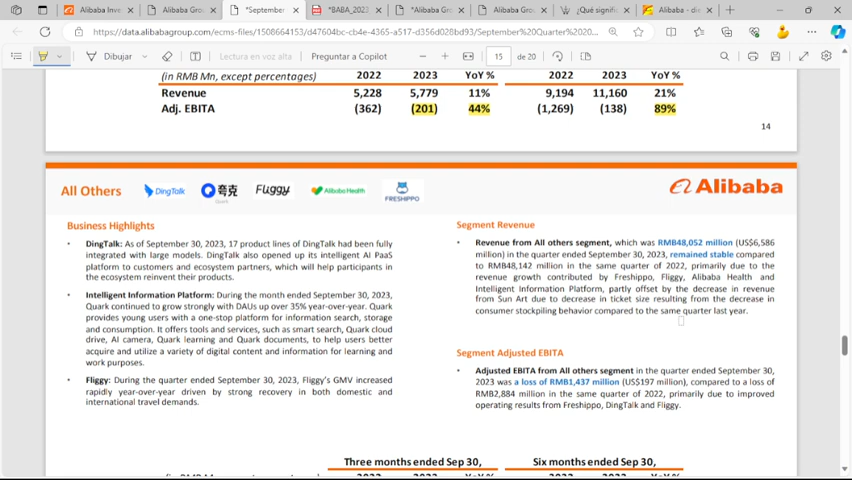 Alibaba Inve
Alibaba Gro
*September
*BABA_2023
*Alibaba Gr
Alibaba Gro
¿Qué signifi
Alibaba - die
https://data.alibabagroup.com/ecms-files/1508664153/d47604bc-cb4e-4365-a517-d356d028bd93/September%20Quarter%2020...
Dibujar
Lectura en voz alta
Preguntar a Copilot
15
de 20
(in RMB Mn, except percentages) 2022 2023 YoY % 2022 2023 YoY %
Revenue 5,228 5,779 11% 9,194 11,160 21%
Adj. EBITA (362) (201) 44% (1,269) (138) 89%
14
All Others
DingTalk
夸克
Quark
Fliggy
Alibaba Health
FRESHIPPO
Alibaba
Business Highlights
• DingTalk: As of September 30, 2023, 17 product lines of DingTalk had been fully
integrated with large models. DingTalk also opened up its intelligent AI PaaS
platform to customers and ecosystem partners, which will help participants in
the ecosystem reinvent their products.
• Intelligent Information Platform: During the month ended September 30, 2023,
Quark continued to grow strongly with DAUs up over 35% year-over-year. Quark
provides young users with a one-stop platform for information search, storage
and consumption. It offers tools and services, such as smart search, Quark cloud
drive, AI camera, Quark learning and Quark documents, to help users better
acquire and utilize a variety of digital content and information for learning and
work purposes.
• Fliggy: During the quarter ended September 30, 2023, Fliggy's GMV increased
rapidly year-over-year driven by strong recovery in both domestic and
international travel demands.
Segment Revenue
• Revenue from All others segment, which was RMB48,052 million (US$6,586
million) in the quarter ended September 30, 2023, remained stable compared
to RMB48,142 million in the same quarter of 2022, primarily due to the
revenue growth contributed by Freshippo, Fliggy, Alibaba Health and
Intelligent Information Platform, partly offset by the decrease in revenue
from Sun Art due to decrease in ticket size resulting from the decrease in
consumer stockpiling behavior compared to the same quarter last year.
Segment Adjusted EBITA
• Adjusted EBITA from All others segment in the quarter ended September 30,
2023 was a loss of RMB1,437 million (US$197 million), compared to a loss of
RMB2,884 million in the same quarter of 2022, primarily due to improved
operating results from Freshippo, DingTalk and Fliggy.
Three months ended Sep 30, Six months ended Sep 30,